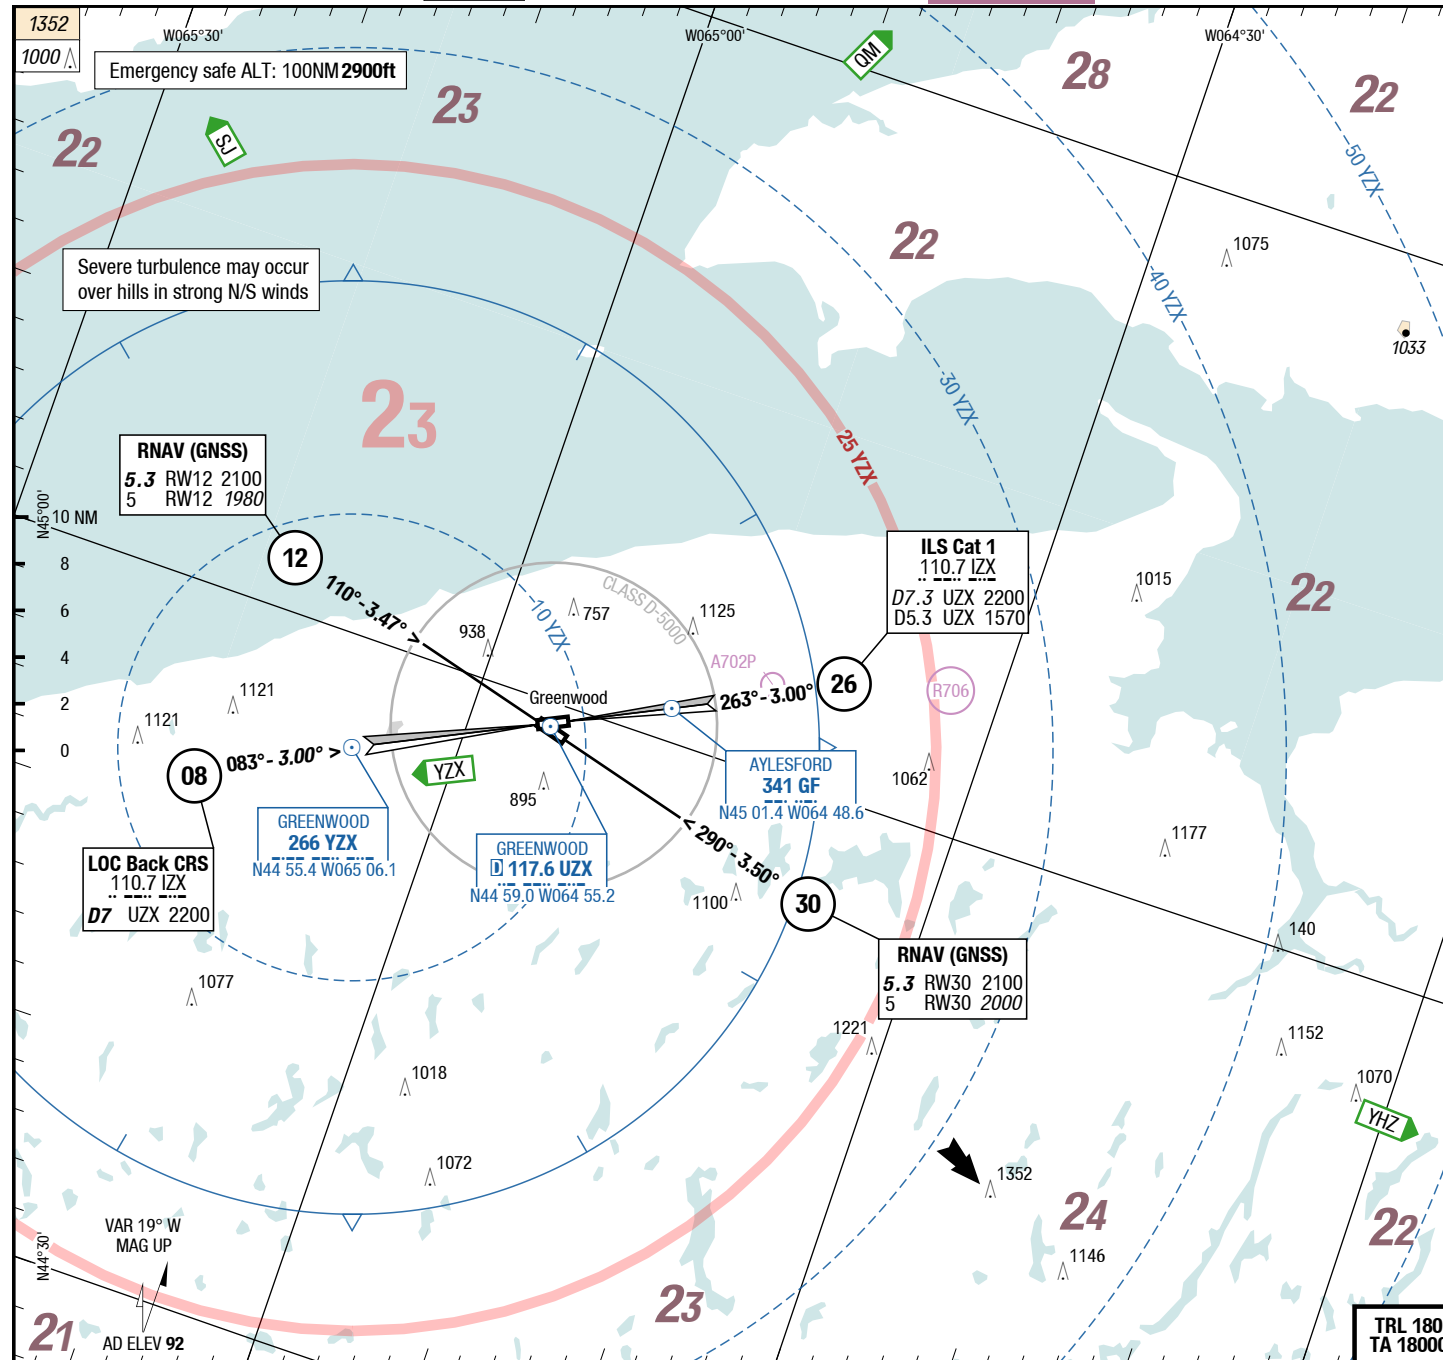 1352
1000
W065°30'
W065°00'
W064°30'
Emergency safe ALT: 100NM 2900ft
QM
28
22
23
22
SJ
50 YZX
22
1075
Severe turbulence may occur
over hills in strong N/S winds
40 YZX
1033
23
30 YZX
25 YZX
RNAV (GNSS)
5.3 RW12 2100
5 RW12 1980
N45°00'
10 NM
8
6
4
2
0
12
110°- 3.47° >
ILS Cat 1
110.7 IZX
D7.3 UZX 2200
D5.3 UZX 1570
CLASS D-5000
10 YZX
757
1125
938
1015
22
A702P
26
263°- 3.00°
R706
Greenwood
1121
1121
08
083°- 3.00° >
YZX
895
1062
AYLESFORD
341 GF
N45 01.4 W064 48.6
GREENWOOD
266 YZX
N44 55.4 W065 06.1
GREENWOOD
D 117.6 UZX
N44 59.0 W064 55.2
< 290°- 3.50°
1177
LOC Back CRS
110.7 IZX
D7 UZX 2200
1100
30
140
RNAV (GNSS)
5.3 RW30 2100
5 RW30 2000
1077
1221
1152
1018
1070
YHZ
1072
1352
24
22
VAR 19° W
MAG UP
N44°30'
1146
23
21
AD ELEV 92
TRL 180
TA 18000